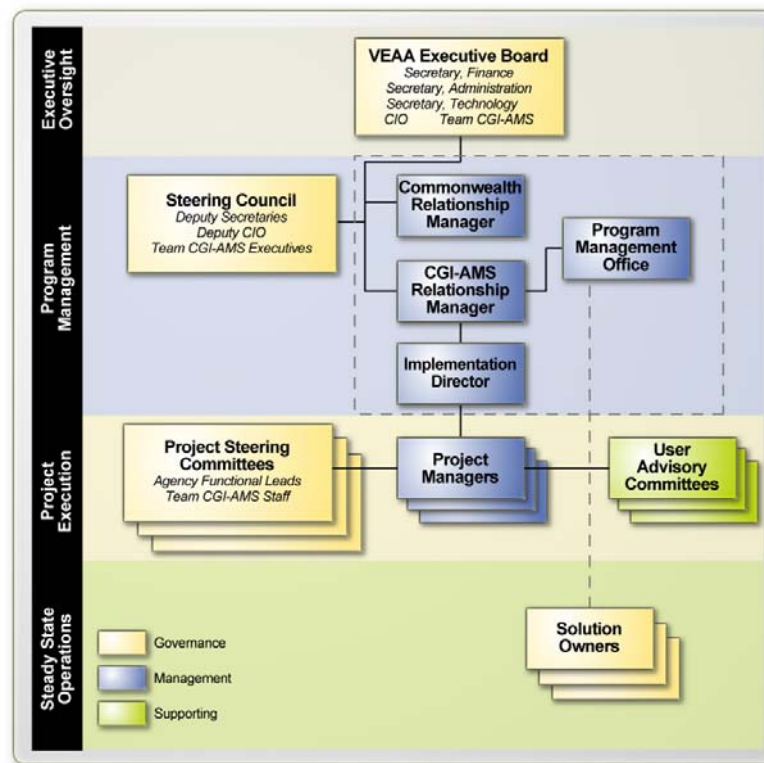 Executive
Oversight
VEAA Executive Board
Secretary, Finance
Secretary, Administration
Secretary, Technology
CIO Team CGI-AMS
Program
Management
Steering Council
Deputy Secretaries
Deputy CIO
Team CGI-AMS Executives
Commonwealth
Relationship
Manager
Program
Management
Office
CGI-AMS
Relationship
Manager
Implementation
Director
Project
Execution
Project Steering
Committees
Agency Functional Leads
Team CGI-AMS Staff
Project
Managers
User
Advisory
Committees
Steady State
Operations
Solution
Owners
Governance
Management
Supporting